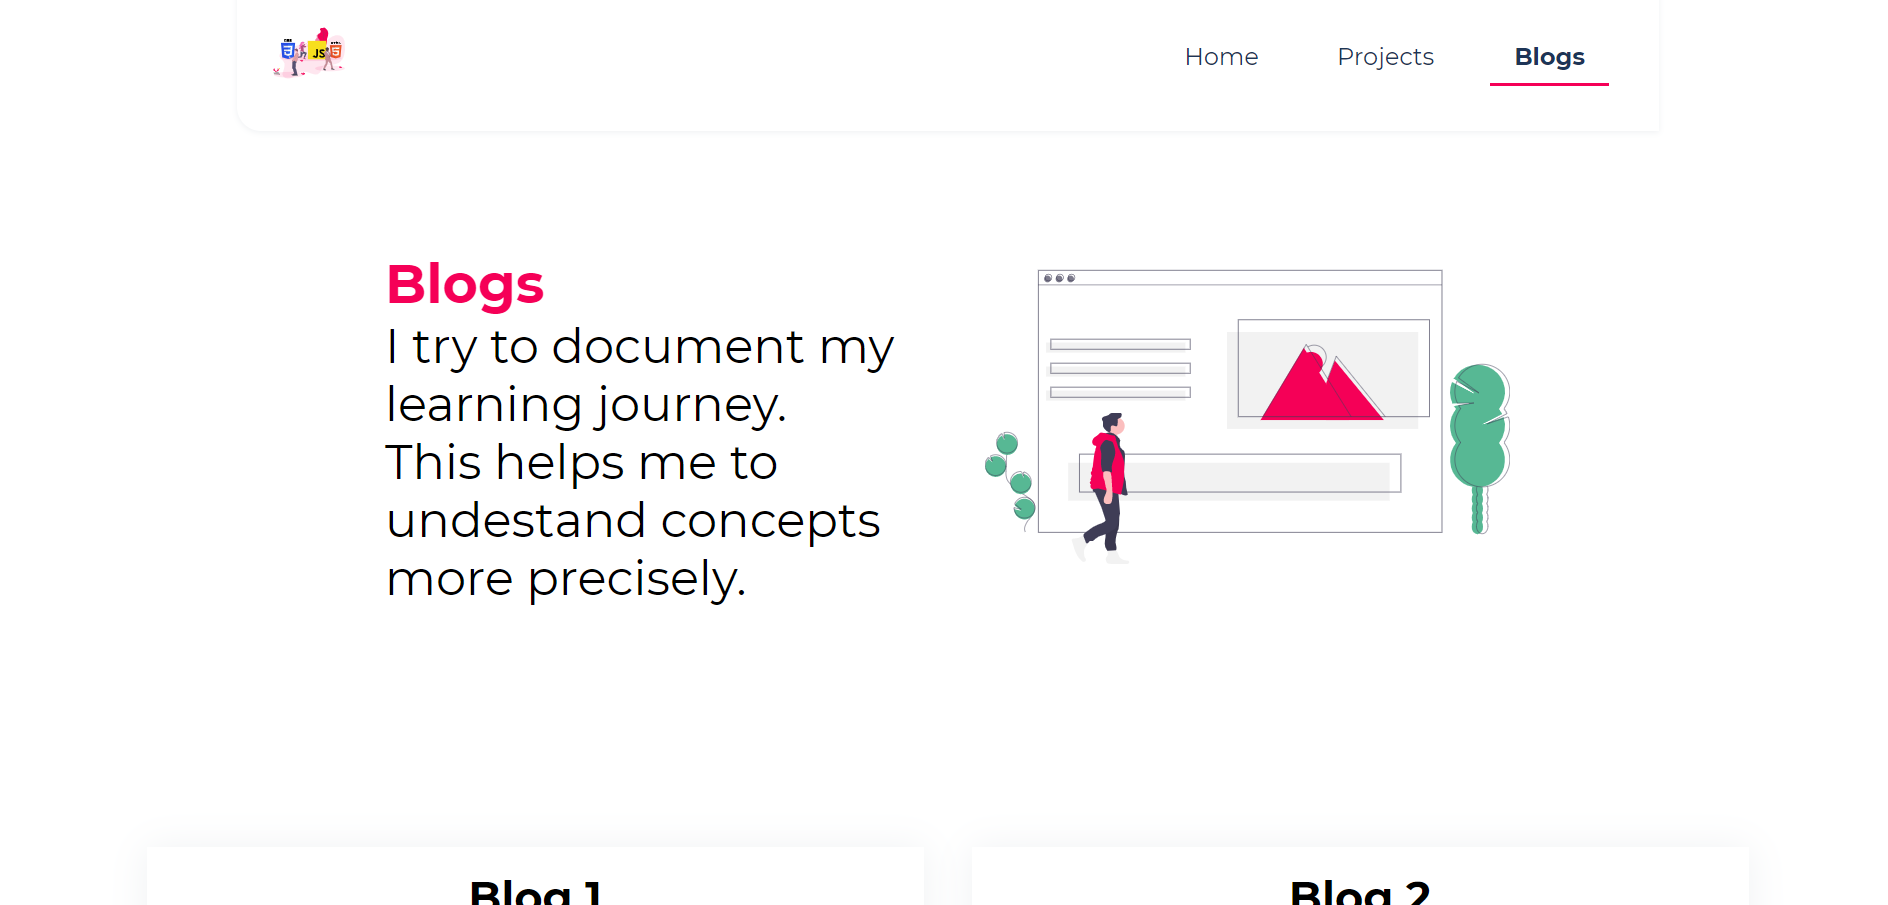 JS
Home
Projects
Blogs
Blogs
I try to document my
learning journey.
This helps me to
undestand concepts
more precisely.
Blog 1
Blog 2